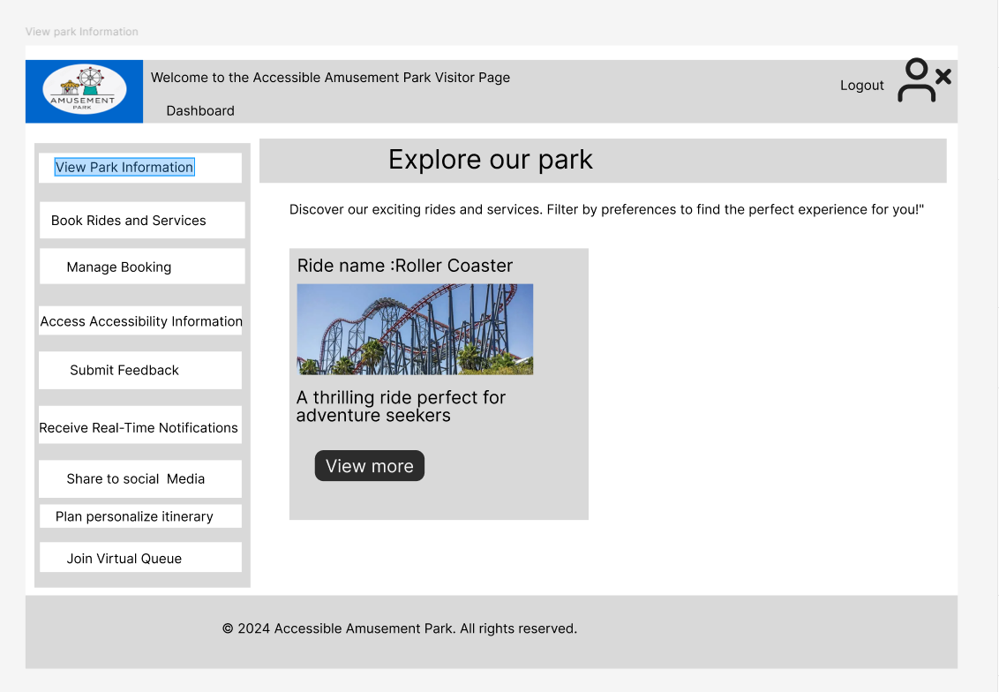 View park Information
AMUSEMENT
PARK
Welcome to the Accessible Amusement Park Visitor Page
Dashboard
Logout
View Park Information
Book Rides and Services
Manage Booking
Access Accessibility Information
Submit Feedback
Receive Real-Time Notifications
Share to social  Media
Plan personalize itinerary
Join Virtual Queue
Explore our park
Discover our exciting rides and services. Filter by preferences to find the perfect experience for you!"
Ride name :Roller Coaster
A thrilling ride perfect for
adventure seekers
View more
© 2024 Accessible Amusement Park. All rights reserved.